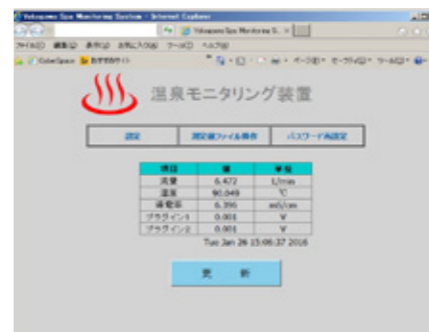 Yokogawa Spa Monitoring System - Internet Explorer
Yokogawa Spa Monitoring S...
温泉モニタリング装置
設定 測定値ファイル操作 パスワード再設定
項目 値 単位
流量 6.472 L/min
温度 90.049 ℃
導電率 6.396 mS/cm
プラグイン1 0.001 V
プラグイン2 0.001 V
Tue Jan 26 15:06:37 2016
更 新